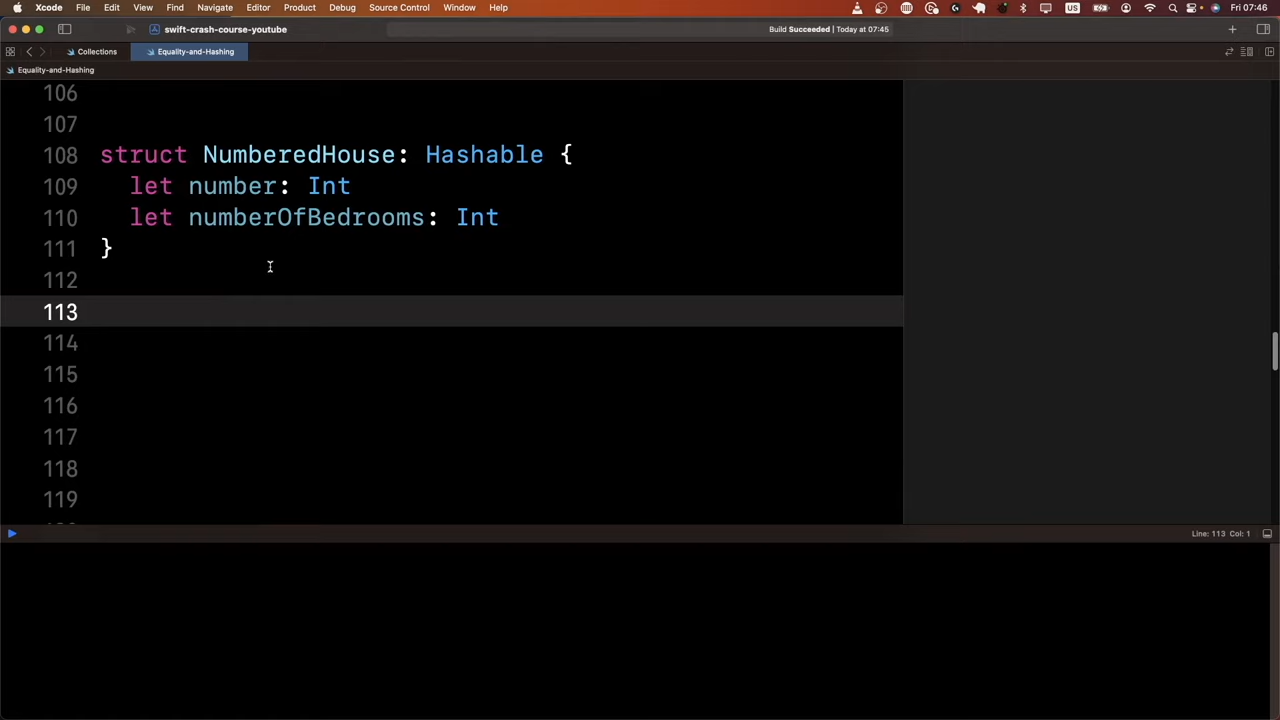 Xcode File Edit View Find Navigate Editor Product Debug Source Control Window Help US Fri 07:46
swift-crash-course-youtube Build Succeeded | Today at 07:45
Collections Equality-and-Hashing
Equality-and-Hashing
106
107
108 struct NumberedHouse: Hashable {
109 let number: Int
110 let numberOfBedrooms: Int
111 }
112
113
114
115
116
117
118
119
Line: 113 Col: 1